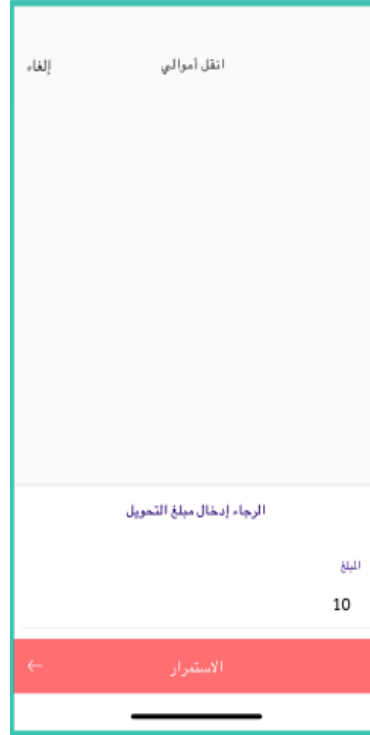 انقل أموالي
إلغاء
الرجاء إدخال مبلغ التحويل
المبلغ
10
الاستمرار